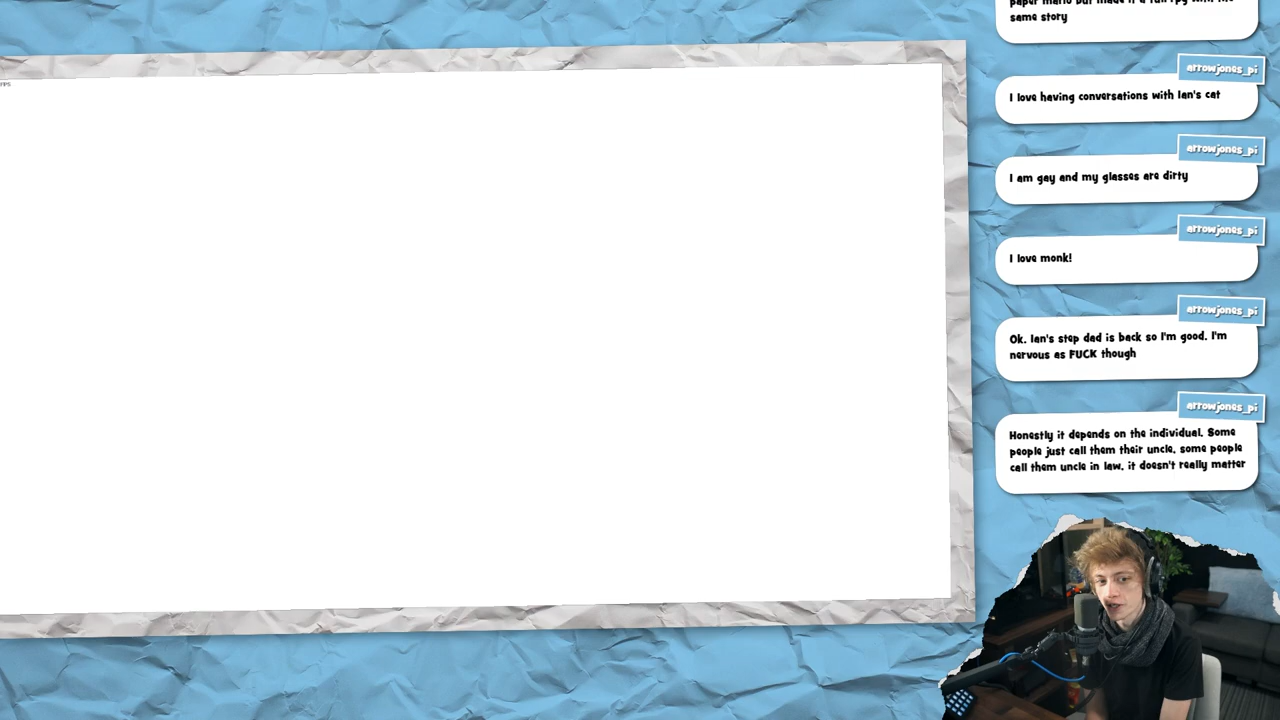 same story
arrowjones_pi
I love having conversations with Ian's cat
arrowjones_pi
I am gay and my glasses are dirty
arrowjones_pi
I love monk!
arrowjones_pi
Ok. Ian's step dad is back so I'm good. I'm
nervous as FUCK though
arrowjones_pi
Honestly it depends on the individual. Some
people just call them their uncle, some people
call them uncle in law, it doesn't really matter